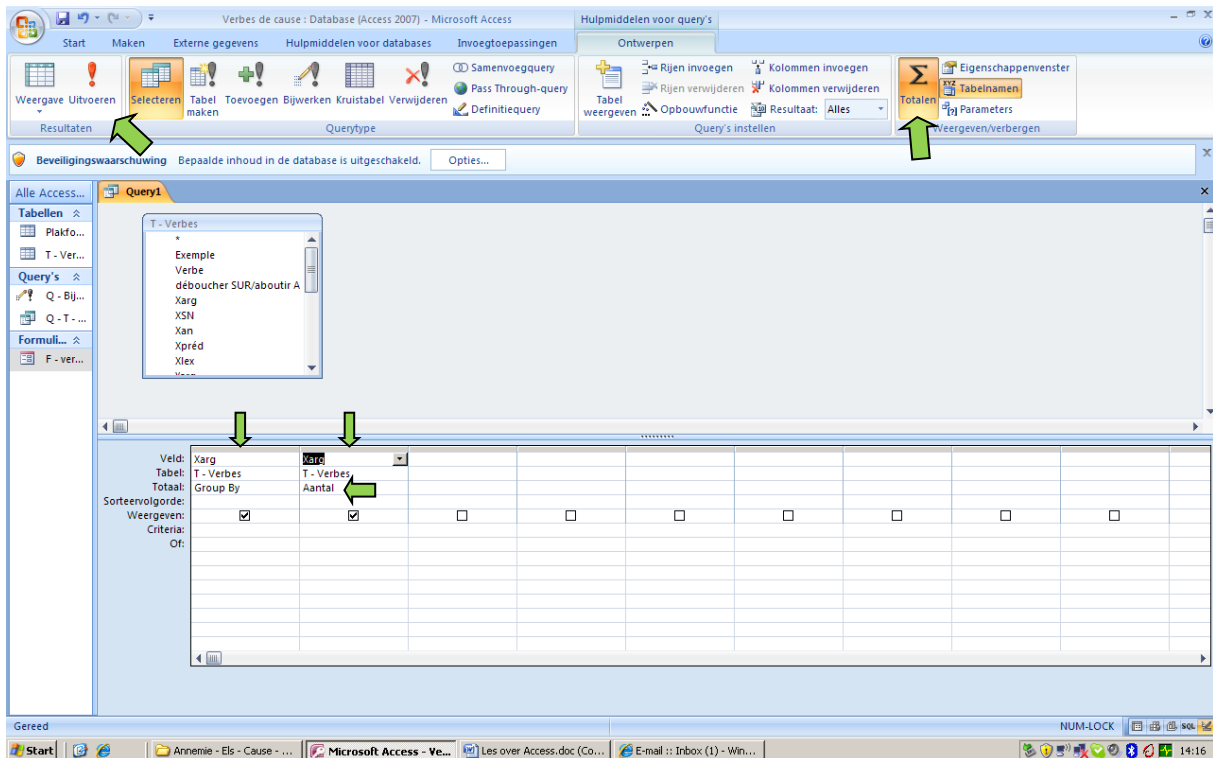 Verbes de cause : Database (Access 2007) - Microsoft Access
Hulpmiddelen voor query's
Start Maken Externe gegevens Hulpmiddelen voor databases Invoegtoepassingen Ontwerpen
Weergave Uitvoeren Selecteren Tabel maken Toevoegen Bijwerken Kruistabel Verwijderen
Samenvoegquery
Pass Through-query
Definitiequery
Tabel weergeven
Rijen invoegen
Rijen verwijderen
Opbouwfunctie
Kolommen invoegen
Kolommen verwijderen
Resultaat: Alles
Totalen
Eigenschappenvenster
Tabelnamen
Parameters
Resultaten Querytype Query's instellen Weergeven/verbergen
Beveiligingswaarschuwing Bepaalde inhoud in de database is uitgeschakeld. Opties...
Alle Access...
Tabellen
Plakfo...
T - Ver...
Query's
Q - Bij...
Q - T - ...
Formuli...
F - ver...
Query1
T - Verbes
*
Exemple
Verbe
déboucher SUR/aboutir A
Xarg
XSN
Xan
Xpréd
Xlex
Veld: Xarg Xarg
Tabel: T - Verbes T - Verbes
Totaal: Group By Aantal
Sorteervolgorde:
Weergeven:
Criteria:
Of:
Gereed
NUM-LOCK
SQL
Start
Annemie - Els - Cause - ...
Microsoft Access - Ve...
Les over Access.doc (Co...
E-mail :: Inbox (1) - Win...
14:16